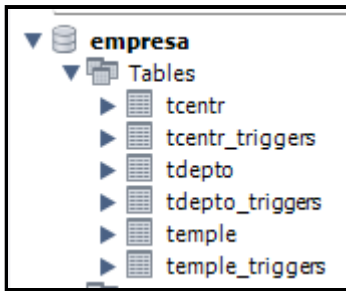 empresa
Tables
tcentr
tcentr_triggers
tdepto
tdepto_triggers
temple
temple_triggers